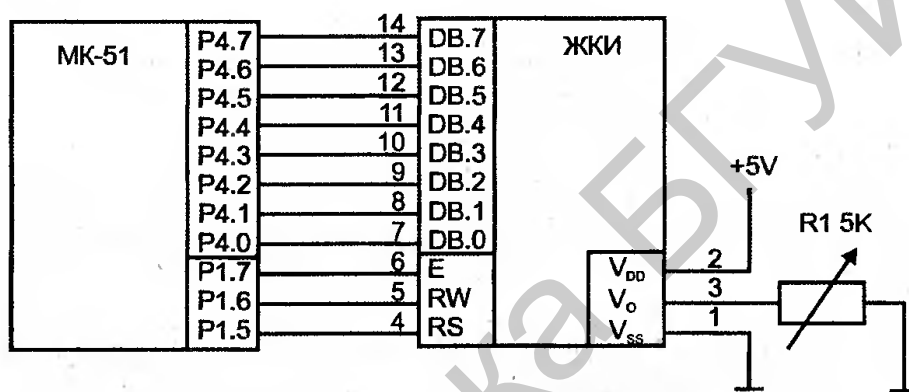 МК-51
P4.7 14 DB.7
P4.6 13 DB.6
P4.5 12 DB.5
P4.4 11 DB.4
P4.3 10 DB.3
P4.2 9 DB.2
P4.1 8 DB.1
P4.0 7 DB.0
P1.7 6 E
P1.6 5 RW
P1.5 4 RS
ЖКИ
+5V
R1 5K
VDD 2
Vo 3
VSS 1
ка БГУИ